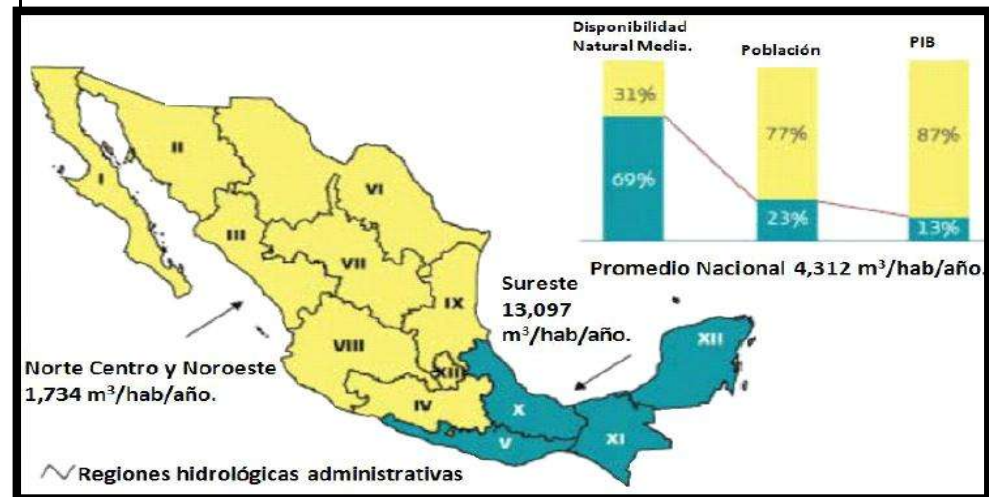 Disponibilidad
Natural Media.
Población
PIB
31%
77%
87%
69%
23%
13%
Promedio Nacional 4,312 m³/hab/año.
Sureste
13,097
m³/hab/año.
Norte Centro y Noroeste
1,734 m³/hab/año.
I
II
III
VI
VII
IX
VIII
XIII
IV
X
V
XI
XII
Regiones hidrológicas administrativas